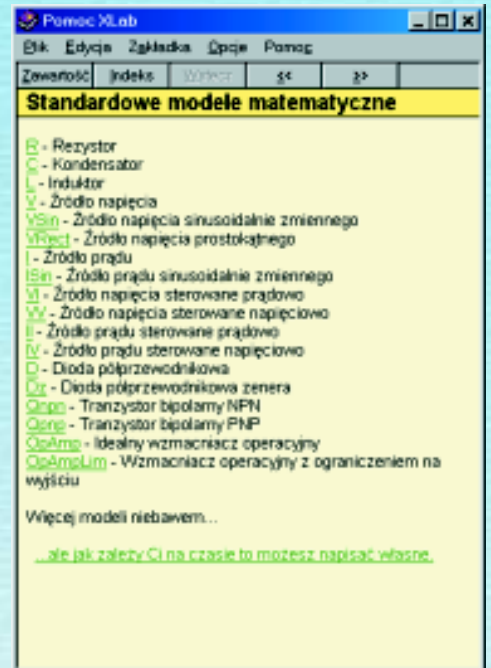 Pomoc XLab
Plik Edycja Zakładka Opcje Pomoc
Zawartość Indeks Wstecz << >>
Standardowe modele matematyczne
R - Rezystor
C - Kondensator
L - Induktor
V - Źródło napięcia
VSin - Źródło napięcia sinusoidalnie zmiennego
VRect - Źródło napięcia prostokątnego
I - Źródło prądu
ISin - Źródło prądu sinusoidalnie zmiennego
VI - Źródło napięcia sterowane prądowo
VV - Źródło napięcia sterowane napięciowo
II - Źródło prądu sterowane prądowo
IV - Źródło prądu sterowane napięciowo
D - Dioda półprzewodnikowa
Dz - Dioda półprzewodnikowa zenera
Qnpn - Tranzystor bipolarny NPN
Qpnp - Tranzystor bipolarny PNP
OpAmp - Idealny wzmacniacz operacyjny
OpAmpLim - Wzmacniacz operacyjny z ograniczeniem na
wyjściu
Więcej modeli niebawem...
...ale jak zależy Ci na czasie to możesz napisać własne.